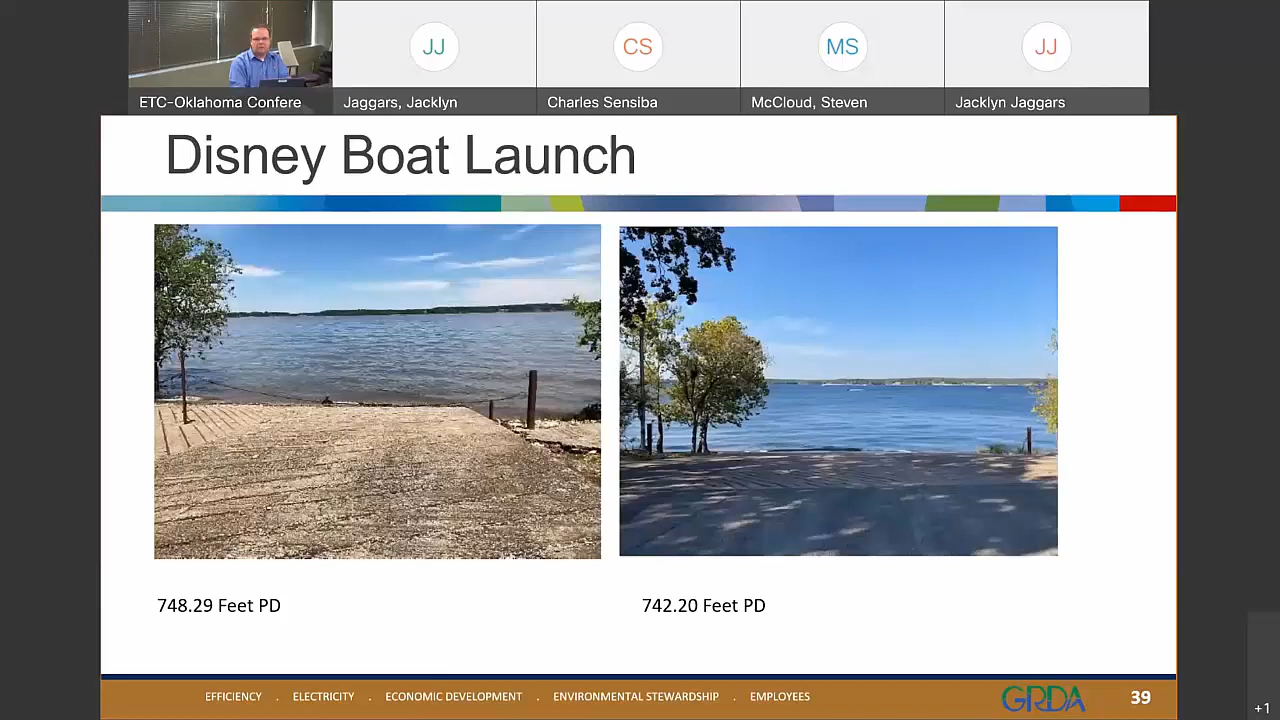 JJ
CS
MS
JJ
ETC-Oklahoma Confere
Jaggars, Jacklyn
Charles Sensiba
McCloud, Steven
Jacklyn Jaggars
Disney Boat Launch
748.29 Feet PD
742.20 Feet PD
EFFICIENCY . ELECTRICITY . ECONOMIC DEVELOPMENT . ENVIRONMENTAL STEWARDSHIP . EMPLOYEES
GRDA
39
+1